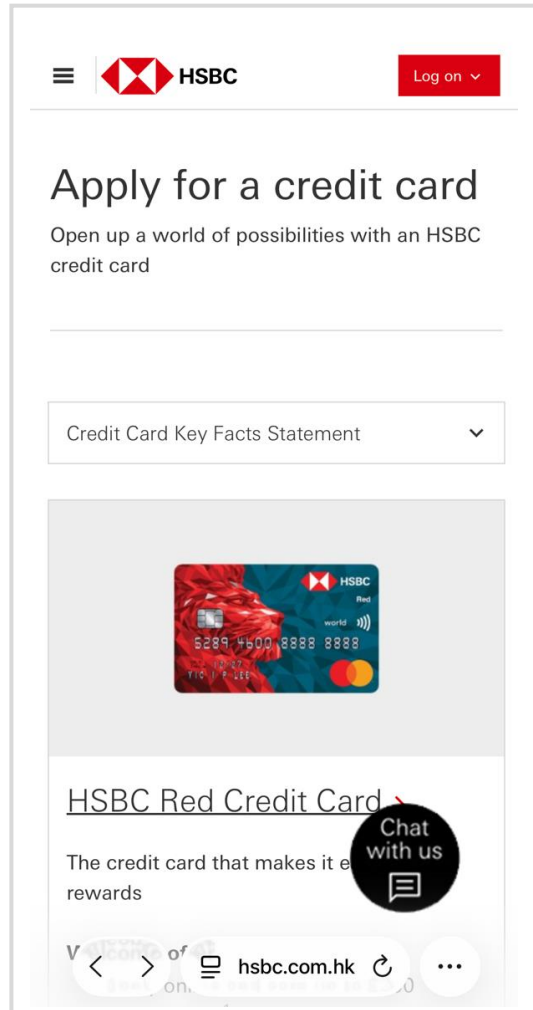 HSBC
Log on
Apply for a credit card
Open up a world of possibilities with an HSBC
credit card
Credit Card Key Facts Statement
HSBC
Red
world
5289 4600 8888 8888
HSBC Red Credit Card
Chat
with us
The credit card that makes it e
rewards
of
hsbc.com.hk